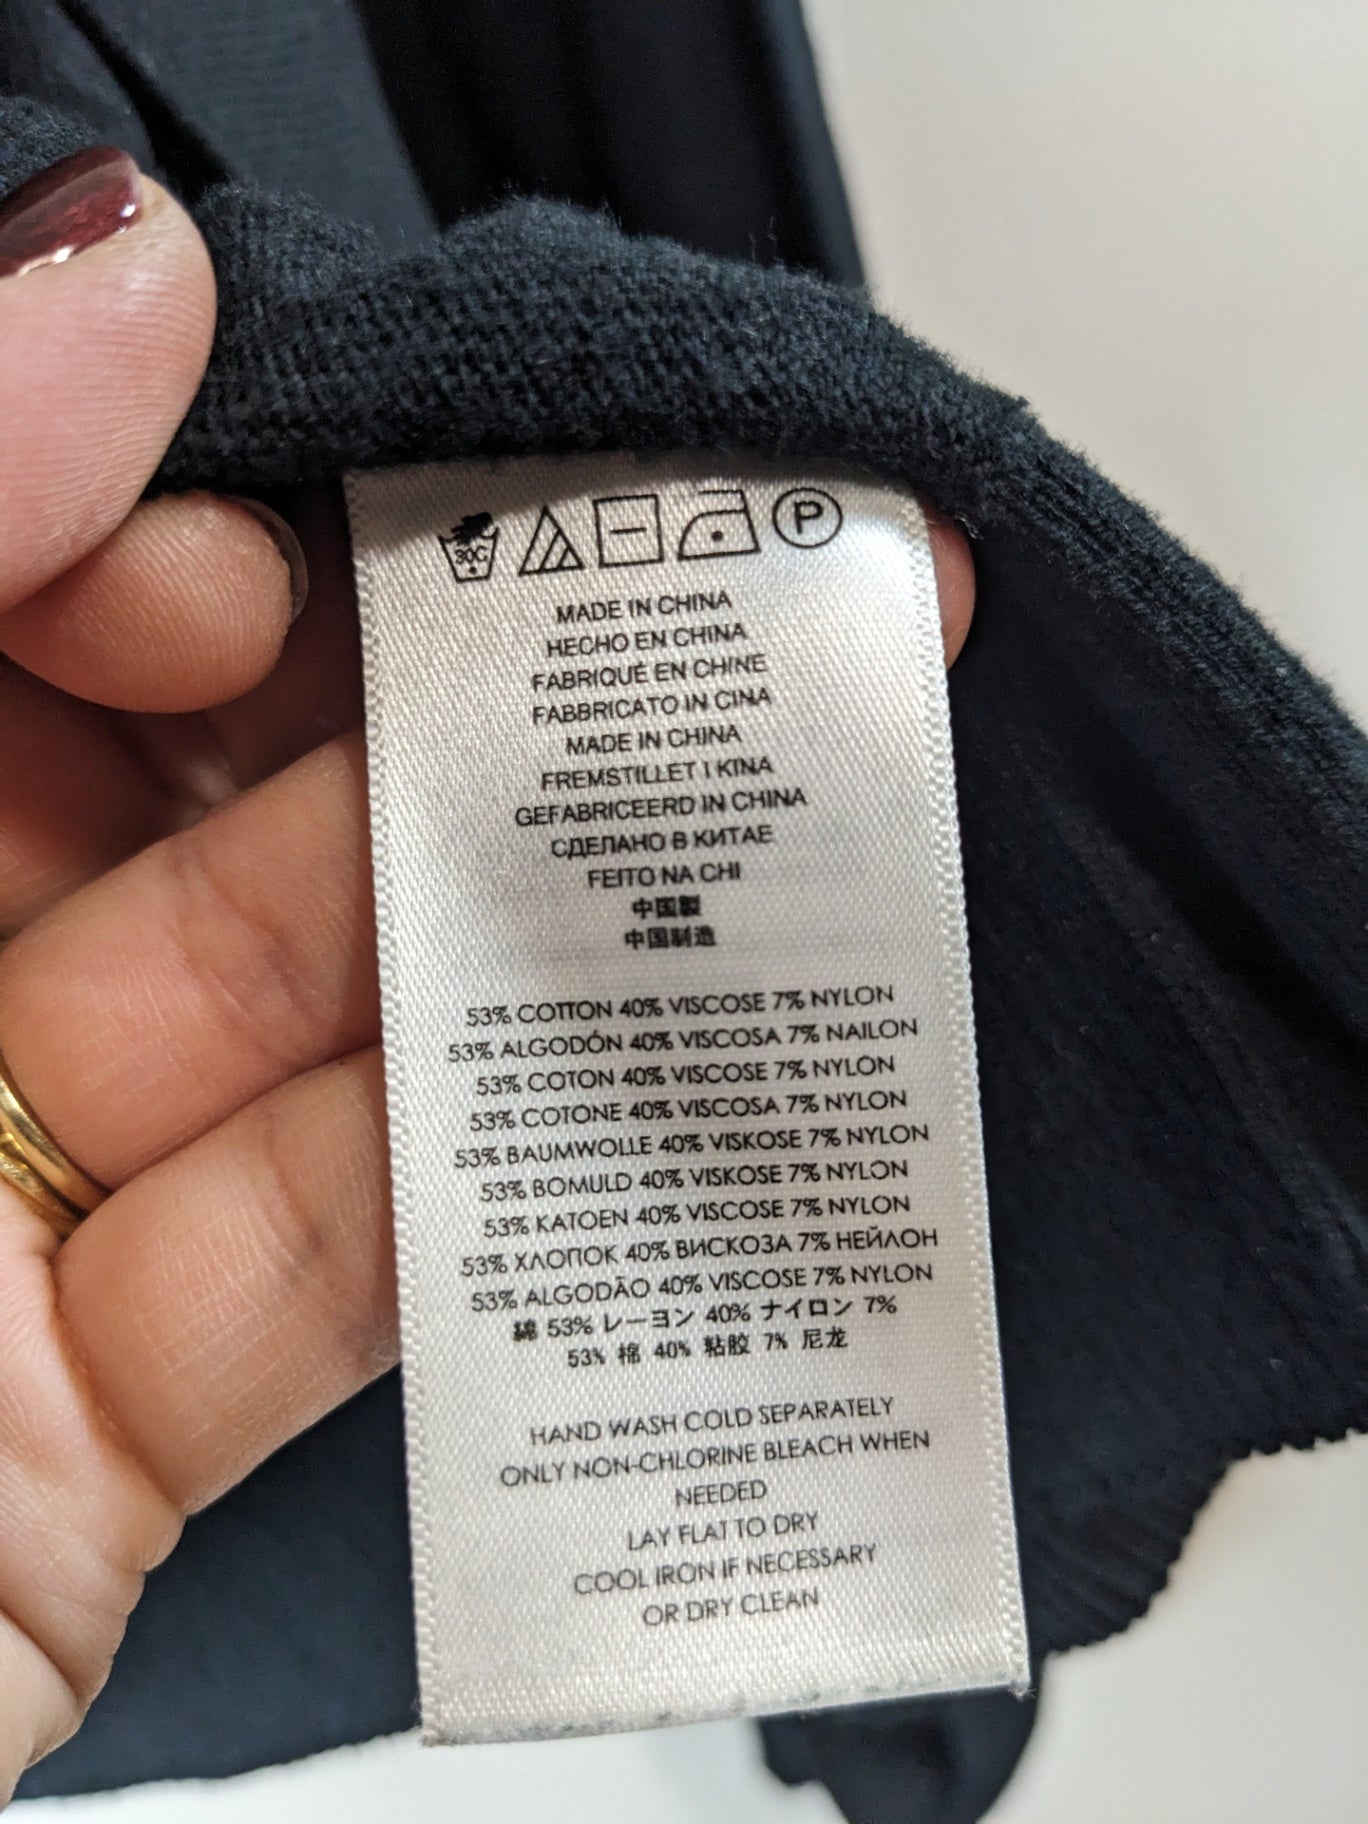 30C
P
MADE IN CHINA
HECHO EN CHINA
FABRIQUÉ EN CHINE
FABBRICATO IN CINA
MADE IN CHINA
FREMSTILLET I KINA
GEFABRICEERD IN CHINA
СДЕЛАНО В КИТАЕ
FEITO NA CHI
中国製
中国制造
53% COTTON 40% VISCOSE 7% NYLON
53% ALGODÓN 40% VISCOSA 7% NAILON
53% COTON 40% VISCOSE 7% NYLON
53% COTONE 40% VISCOSA 7% NYLON
53% BAUMWOLLE 40% VISKOSE 7% NYLON
53% BOMULD 40% VISKOSE 7% NYLON
53% KATOEN 40% VISCOSE 7% NYLON
53% ХЛОПОК 40% ВИСКОЗА 7% НЕЙЛОН
53% ALGODÃO 40% VISCOSE 7% NYLON
綿 53% レーヨン 40% ナイロン 7%
53% 棉 40% 粘胶 7% 尼龙
HAND WASH COLD SEPARATELY
ONLY NON-CHLORINE BLEACH WHEN
NEEDED
LAY FLAT TO DRY
COOL IRON IF NECESSARY
OR DRY CLEAN